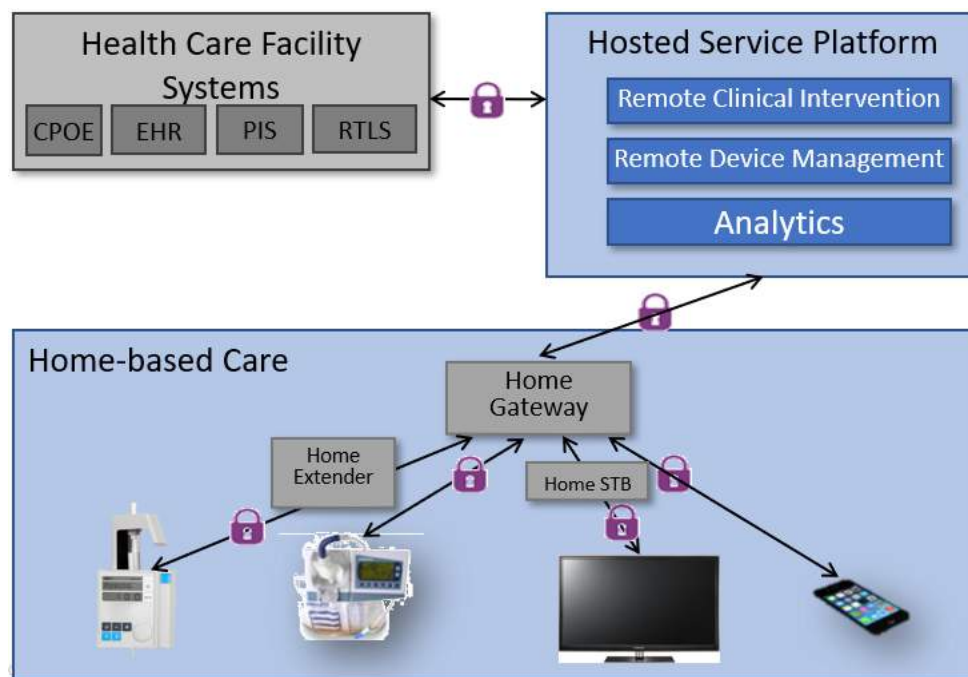 Health Care Facility
Systems
CPOE
EHR
PIS
RTLS
Hosted Service Platform
Remote Clinical Intervention
Remote Device Management
Analytics
Home-based Care
Home
Gateway
Home
Extender
Home STB